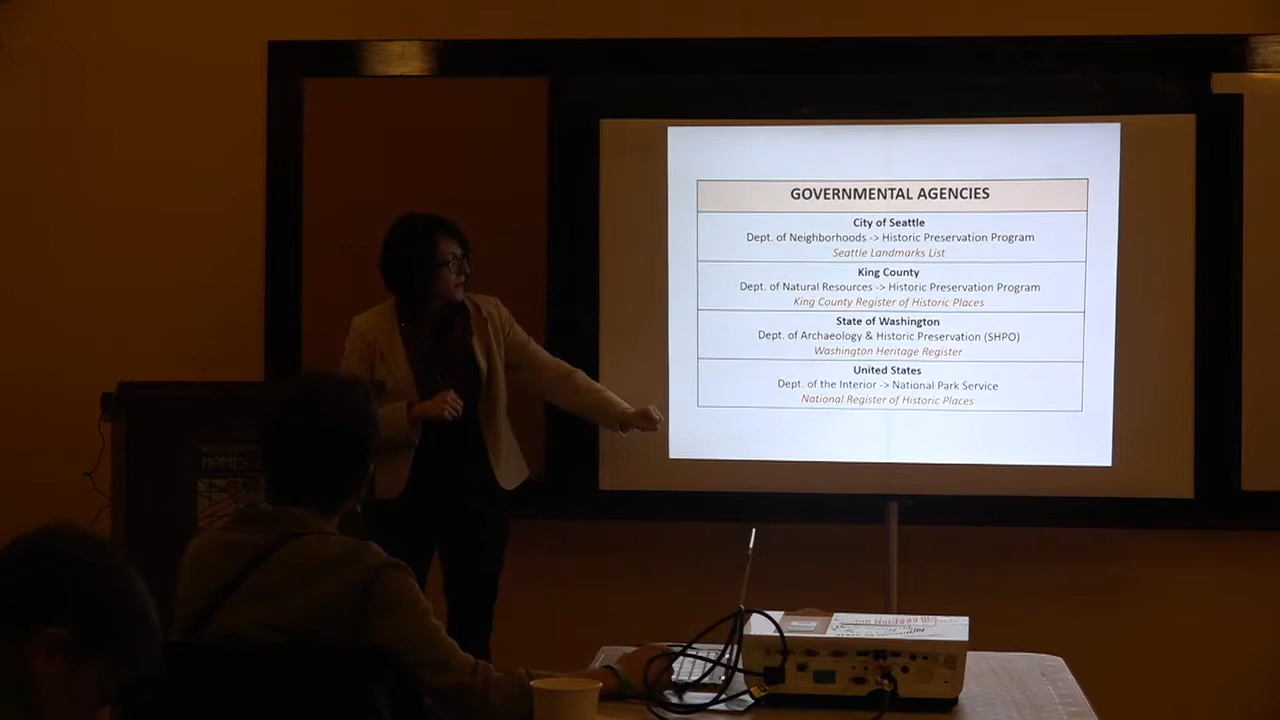 GOVERNMENTAL AGENCIES
City of Seattle
Dept. of Neighborhoods -> Historic Preservation Program
Seattle Landmarks List
King County
Dept. of Natural Resources -> Historic Preservation Program
King County Register of Historic Places
State of Washington
Dept. of Archaeology & Historic Preservation (SHPO)
Washington Heritage Register
United States
Dept. of the Interior -> National Park Service
National Register of Historic Places